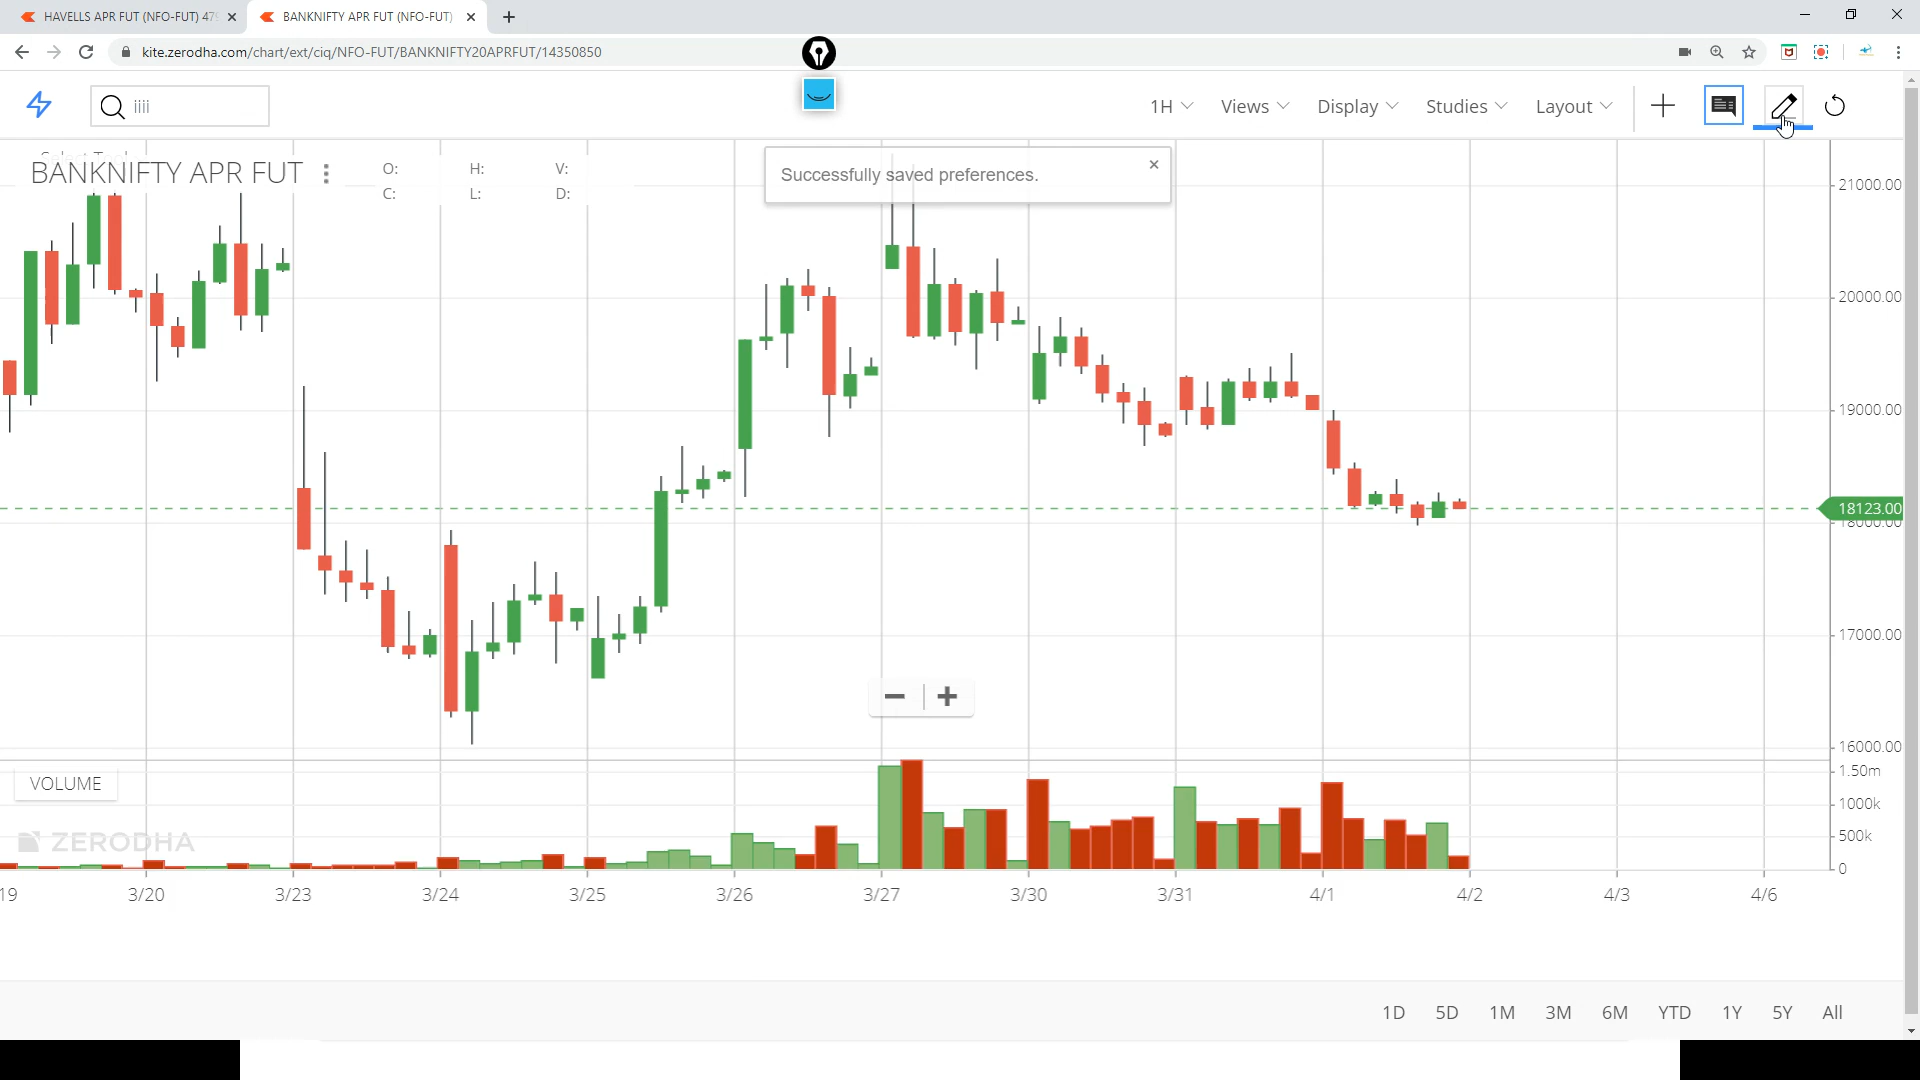 HAVELLS APR FUT (NFO-FUT) 479
BANKNIFTY APR FUT (NFO-FUT)
kite.zerodha.com/chart/ext/ciq/NFO-FUT/BANKNIFTY20APRFUT/14350850
iiii
1H
Views
Display
Studies
Layout
BANKNIFTY APR FUT
O:
H:
V:
C:
L:
D:
Successfully saved preferences.
21000.00
20000.00
19000.00
18123.00
18000.00
17000.00
16000.00
VOLUME
1.50m
1000k
500k
0
ZERODHA
19
3/20
3/23
3/24
3/25
3/26
3/27
3/30
3/31
4/1
4/2
4/3
4/6
1D
5D
1M
3M
6M
YTD
1Y
5Y
All